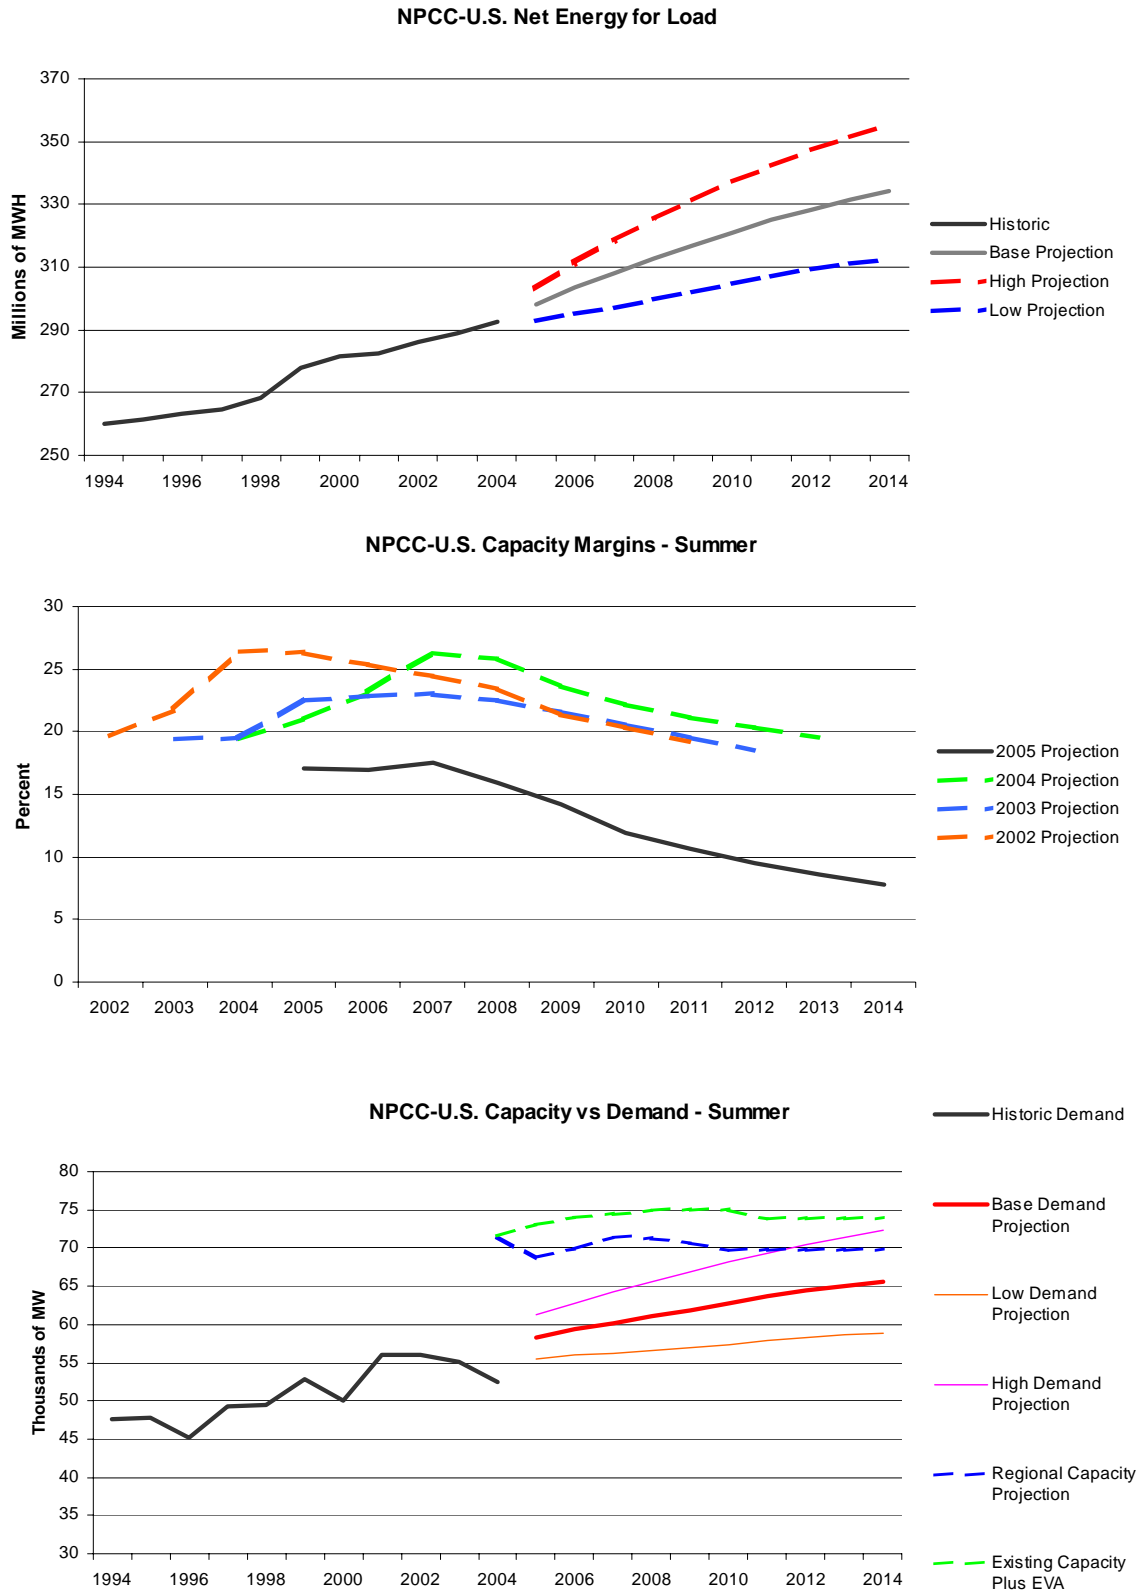 NPCC-U.S. Net Energy for Load
Millions of MWH
370
350
330
310
290
270
250
1994 1996 1998 2000 2002 2004 2006 2008 2010 2012 2014
Historic
Base Projection
High Projection
Low Projection
NPCC-U.S. Capacity Margins - Summer
Percent
30
25
20
15
10
5
0
2002 2003 2004 2005 2006 2007 2008 2009 2010 2011 2012 2013 2014
2005 Projection
2004 Projection
2003 Projection
2002 Projection
NPCC-U.S. Capacity vs Demand - Summer
Thousands of MW
80
75
70
65
60
55
50
45
40
35
30
1994 1996 1998 2000 2002 2004 2006 2008 2010 2012 2014
Historic Demand
Base Demand
Projection
Low Demand
Projection
High Demand
Projection
Regional Capacity
Projection
Existing Capacity
Plus EVA